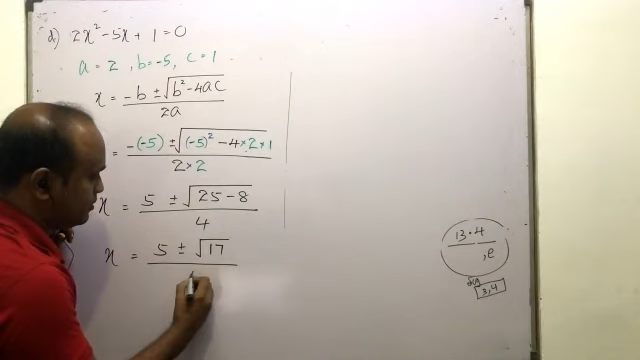 d) 2x² - 5x + 1 = 0
a = 2, b = -5, c = 1
x = -b ± √b² - 4ac
2a
= -(-5) ± √(-5)² - 4×2×1
2×2
x = 5 ± √25 - 8
4
x = 5 ± √17
13.4
, e
3,4